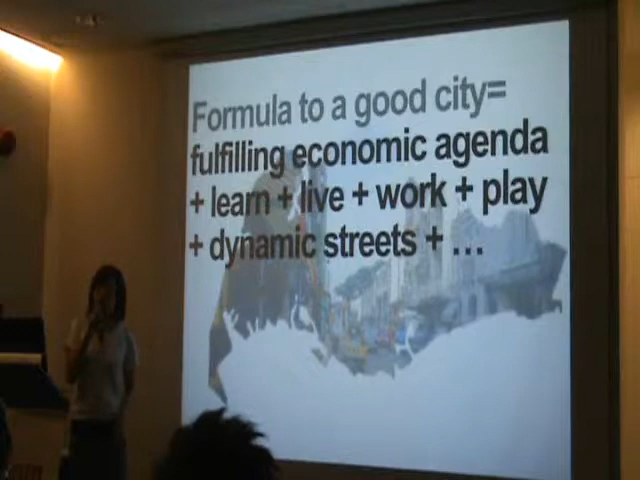 Formula to a good city=
fulfilling economic agenda
+ learn + live + work + play
+ dynamic streets + ...